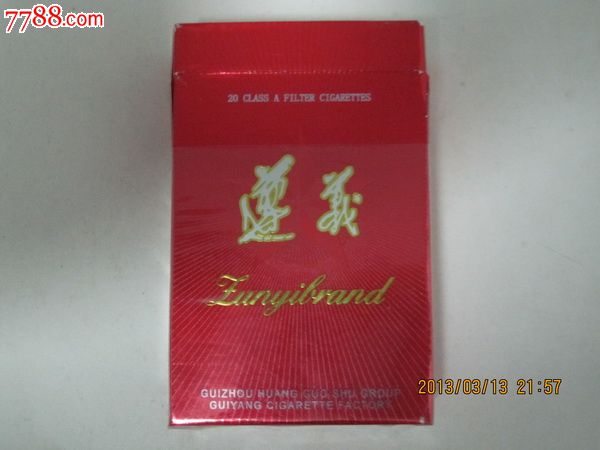 7788.com
20 CLASS A FILTER CIGARETTES
遵義
Zunyibrand
GUIZHOU HUANG GUO SHU GROUP
GUIYANG CIGARETTE FACTORY
2013/03/13 21:57